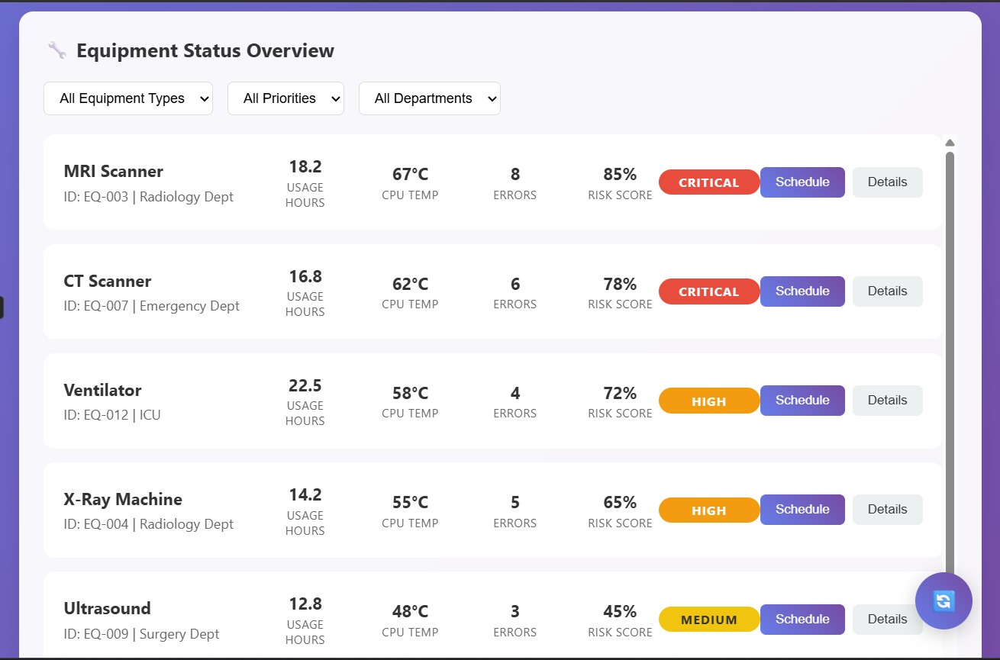 Equipment Status Overview
All Equipment Types
All Priorities
All Departments
MRI Scanner
ID: EQ-003 | Radiology Dept
18.2
USAGE
HOURS
67°C
CPU TEMP
8
ERRORS
85%
RISK SCORE
CRITICAL
Schedule
Details
CT Scanner
ID: EQ-007 | Emergency Dept
16.8
USAGE
HOURS
62°C
CPU TEMP
6
ERRORS
78%
RISK SCORE
CRITICAL
Schedule
Details
Ventilator
ID: EQ-012 | ICU
22.5
USAGE
HOURS
58°C
CPU TEMP
4
ERRORS
72%
RISK SCORE
HIGH
Schedule
Details
X-Ray Machine
ID: EQ-004 | Radiology Dept
14.2
USAGE
HOURS
55°C
CPU TEMP
5
ERRORS
65%
RISK SCORE
HIGH
Schedule
Details
Ultrasound
ID: EQ-009 | Surgery Dept
12.8
USAGE
HOURS
48°C
CPU TEMP
3
ERRORS
45%
RISK SCORE
MEDIUM
Schedule
Details